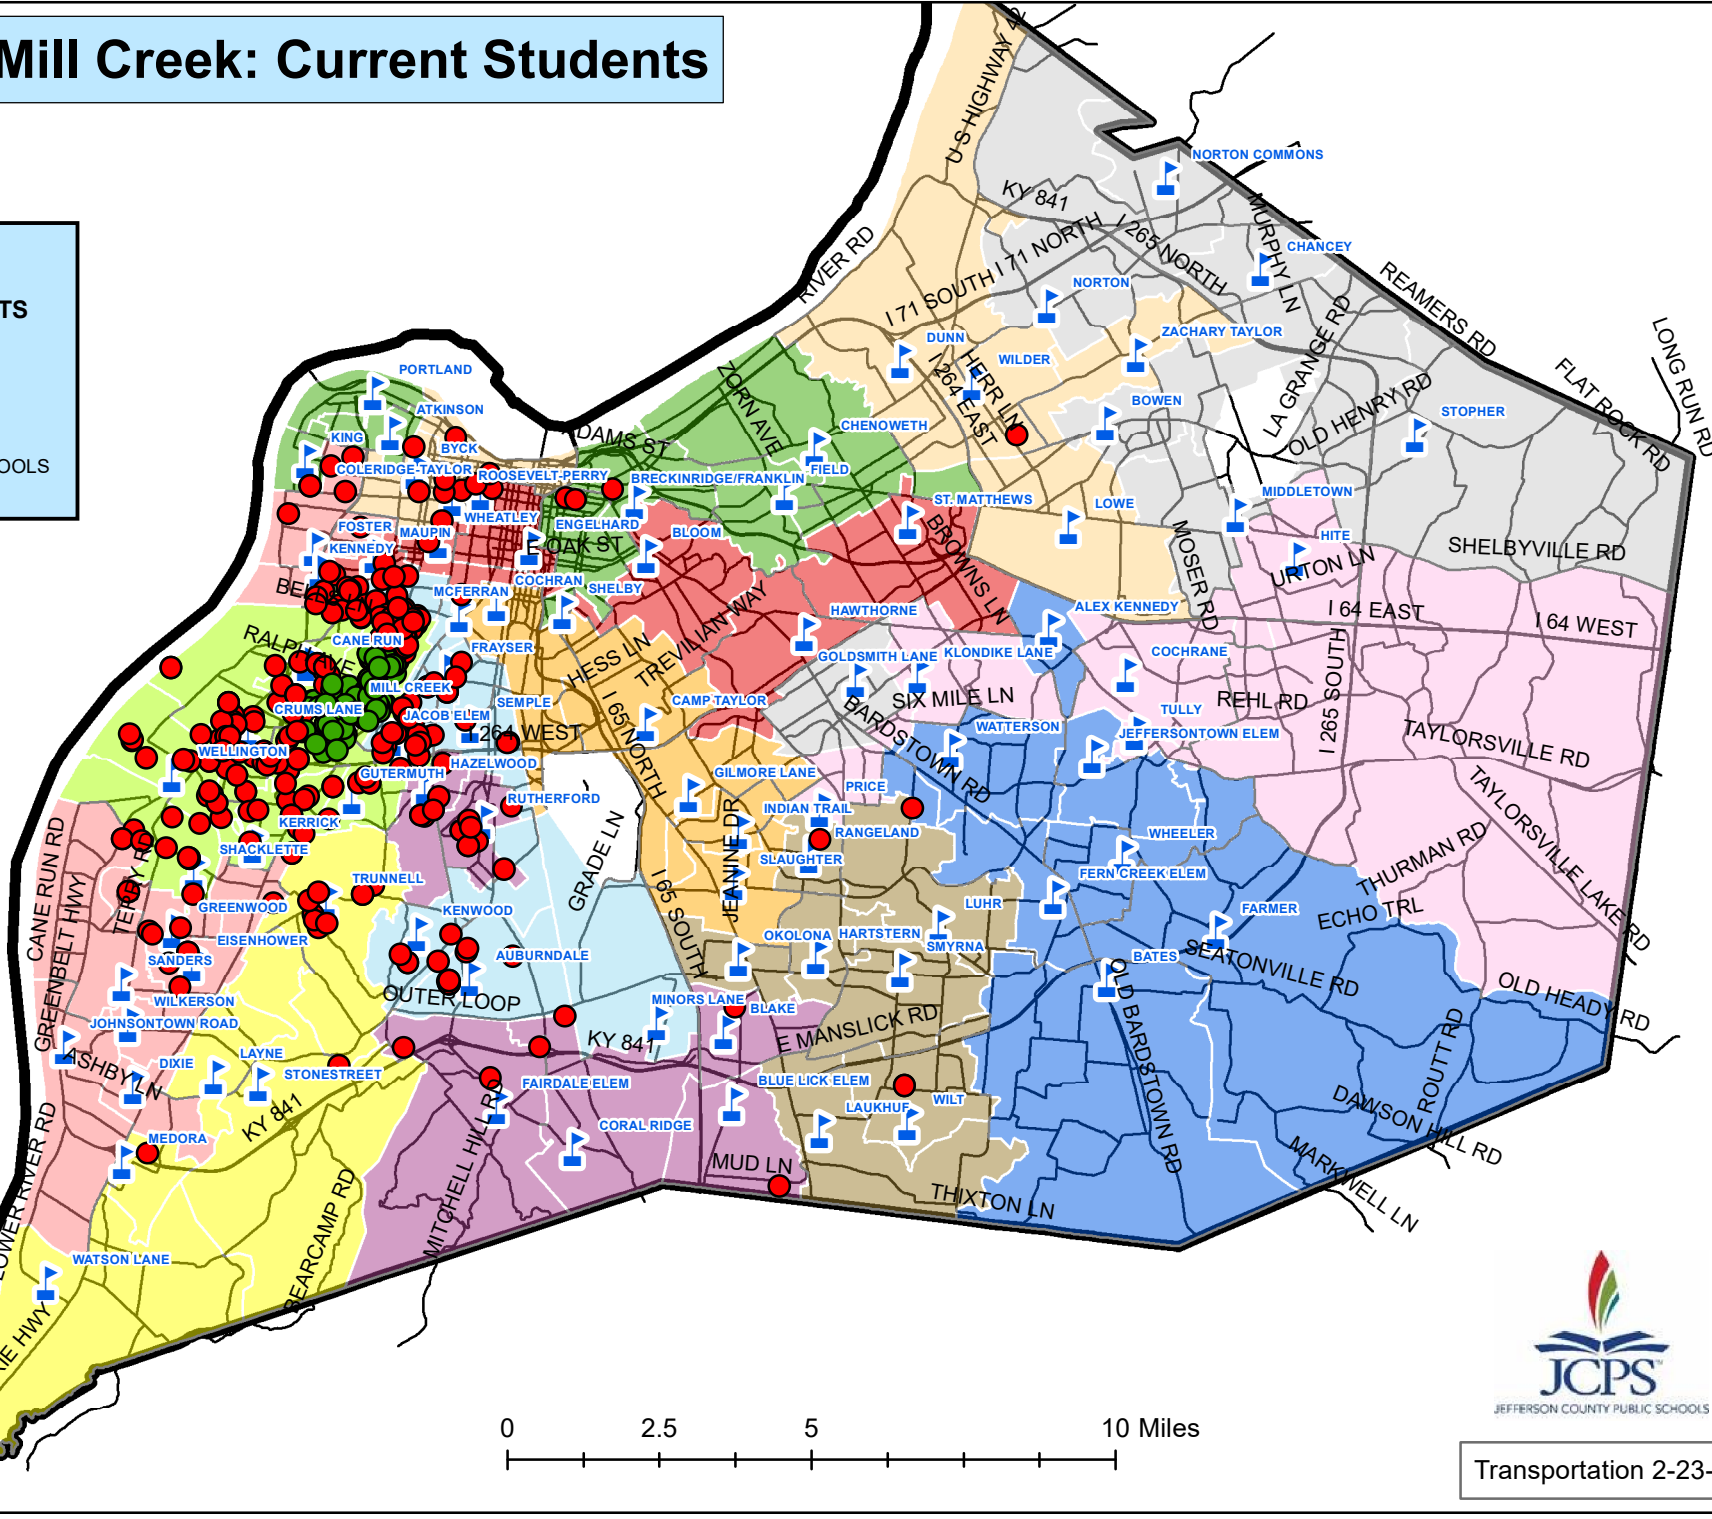 Mill Creek: Current Students
TS
OOLS
U S HIGHWAY 42
NORTON COMMONS
KY 841
MURPHY LN
I 265 NORTH
CHANCEY
RIVER RD
I 71 NORTH
I 71 SOUTH
REAMERS RD
NORTON
LA GRANGE RD
LONG RUN RD
DUNN
WILDER
ZACHARY TAYLOR
HERR LN
I 264 EAST
FLAT ROCK RD
PORTLAND
ZORN AVE
OLD HENRY RD
BOWEN
STOPHER
ATKINSON
KING
BYCK
DAMS ST
CHENOWETH
COLERIDGE-TAYLOR
ROOSEVELT-PERRY
BRECKINRIDGE/FRANKLIN
FIELD
ST. MATTHEWS
LOWE
MIDDLETOWN
FOSTER
MAUPIN
WHEATLEY
ENGELHARD
BLOOM
BROWNS LN
MOSER RD
HITE
KENNEDY
E OAK ST
URTON LN
SHELBYVILLE RD
COCHRAN
MCFERRAN
SHELBY
HAWTHORNE
ALEX KENNEDY
I 64 EAST
I 64 WEST
RALPH AVE
CANE RUN
FRAYSER
HESS LN
TREVILIAN WAY
GOLDSMITH LANE
KLONDIKE LANE
COCHRANE
MILL CREEK
CRUMS LANE
JACOB ELEM
SEMPLE
CAMP TAYLOR
SIX MILE LN
REHL RD
I 265 SOUTH
I 264 WEST
I 65 NORTH
BARDSTOWN RD
WATTERSON
TULLY
JEFFERSONTOWN ELEM
TAYLORSVILLE RD
WELLINGTON
GUTERMUTH
HAZELWOOD
GILMORE LANE
PRICE
RUTHERFORD
INDIAN TRAIL
RANGELAND
KERRICK
SHACKLETTE
GRADE LN
JEANINE DR
SLAUGHTER
WHEELER
TAYLORSVILLE LAKE RD
THURMAN RD
CANE RUN RD
TRUNNELL
FERN CREEK ELEM
GREENBELT HWY
TERRY RD
GREENWOOD
KENWOOD
I 65 SOUTH
LUHR
FARMER
ECHO TRL
EISENHOWER
SANDERS
AUBURNDALE
OKOLONA
HARTSTERN
SMYRNA
BATES
SEATONVILLE RD
OLD HEADY RD
WILKERSON
OUTER LOOP
MINORS LANE
BLAKE
JOHNSONTOWN ROAD
KY 841
E MANSLICK RD
OLD BARDSTOWN RD
ROUTT RD
ASHBY LN
DIXIE
LAYNE
STONESTREET
FAIRDALE ELEM
BLUE LICK ELEM
WILT
LAUKHUF
DAWSON HILL RD
KY 841
MEDORA
CORAL RIDGE
MITCHELL HILL RD
MUD LN
MARKWELL LN
THIXTON LN
LOWER RIVER RD
BEARCAMP RD
WATSON LANE
IE HWY
JCPS
JEFFERSON COUNTY PUBLIC SCHOOLS
0 2.5 5 10 Miles
Transportation 2-23-